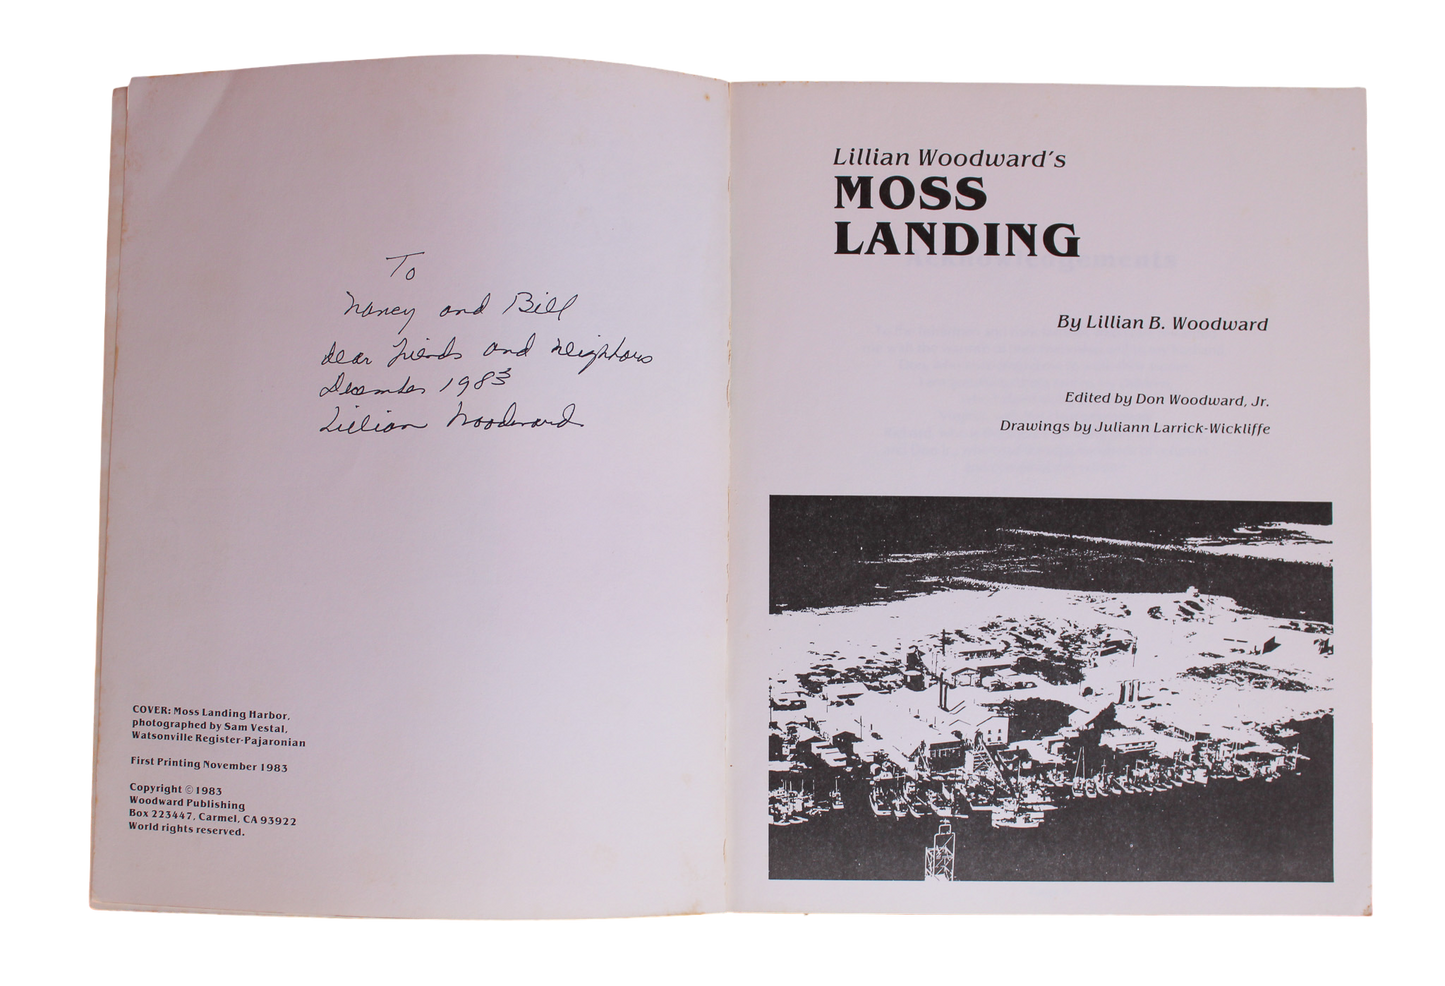 To
Nancy and Bill
dear friends and neighbors
December 1983
Lillian Woodward
COVER: Moss Landing Harbor,
photographed by Sam Vestal,
Watsonville Register-Pajaronian
First Printing November 1983
Copyright © 1983
Woodward Publishing
Box 223447, Carmel, CA 93922
World rights reserved.
Lillian Woodward's
MOSS
LANDING
By Lillian B. Woodward
Edited by Don Woodward, Jr.
Drawings by Juliann Larrick-Wickliffe